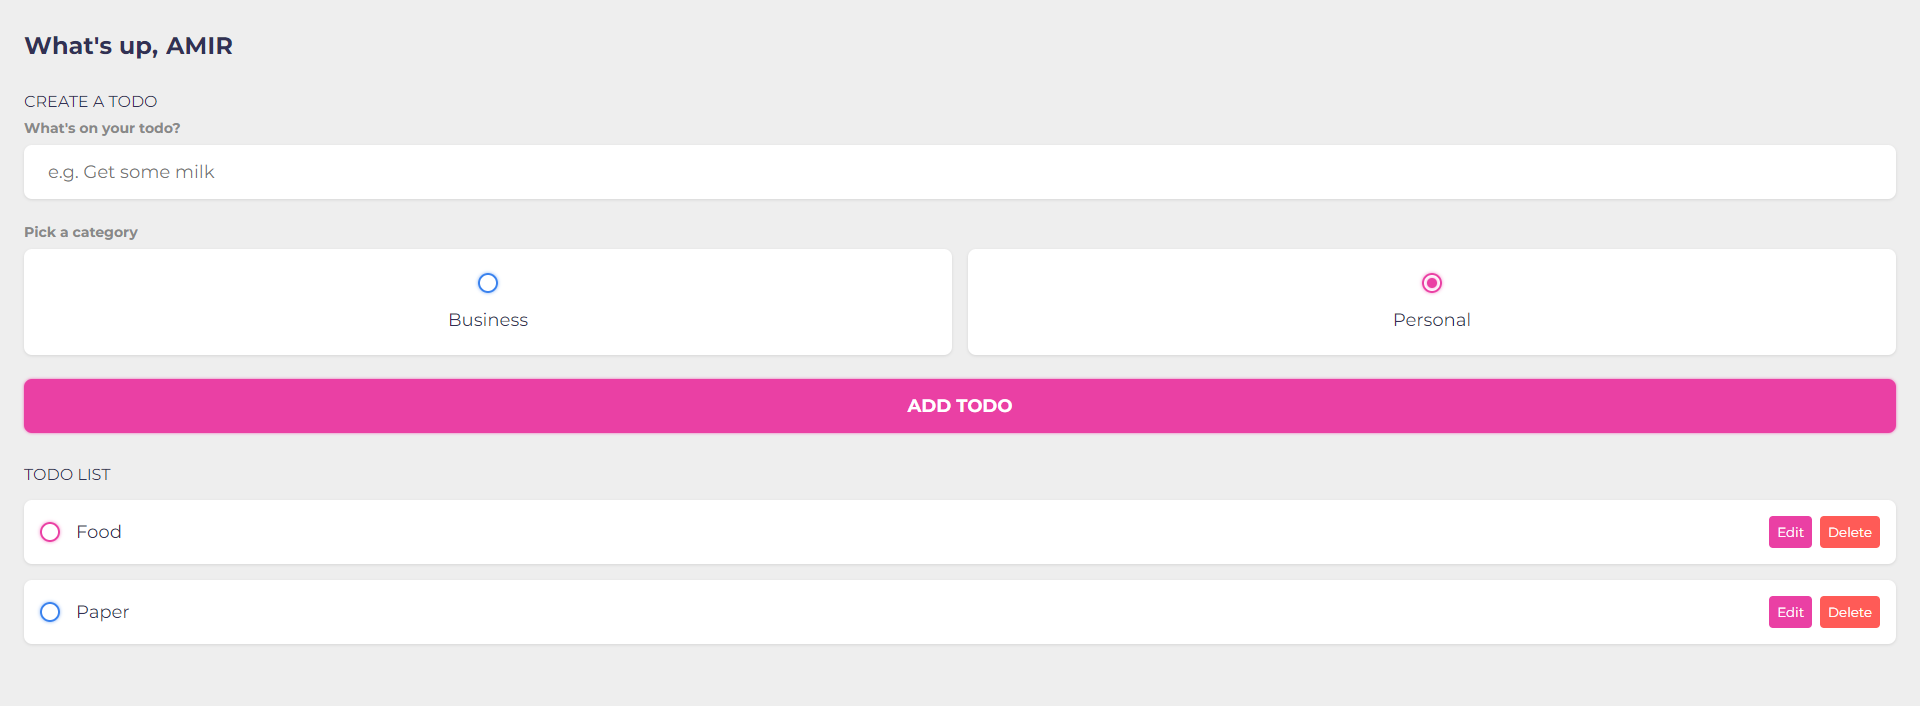 What's up, AMIR
CREATE A TODO
What's on your todo?
e.g. Get some milk
Pick a category
Business
Personal
ADD TODO
TODO LIST
Food Edit Delete
Paper Edit Delete